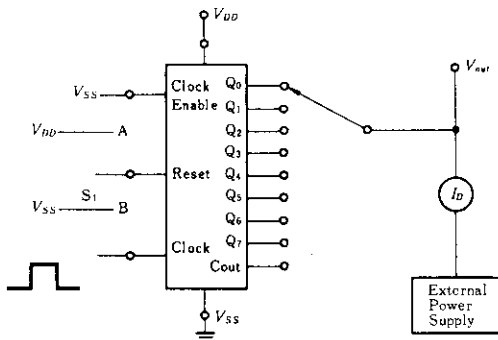 V_DD
V_SS Clock Enable
V_DD A
Reset
S₁
V_SS B
Clock
Q₀
Q₁
Q₂
Q₃
Q₄
Q₅
Q₆
Q₇
Cout
V_SS
V_out
I_D
External
Power
Supply